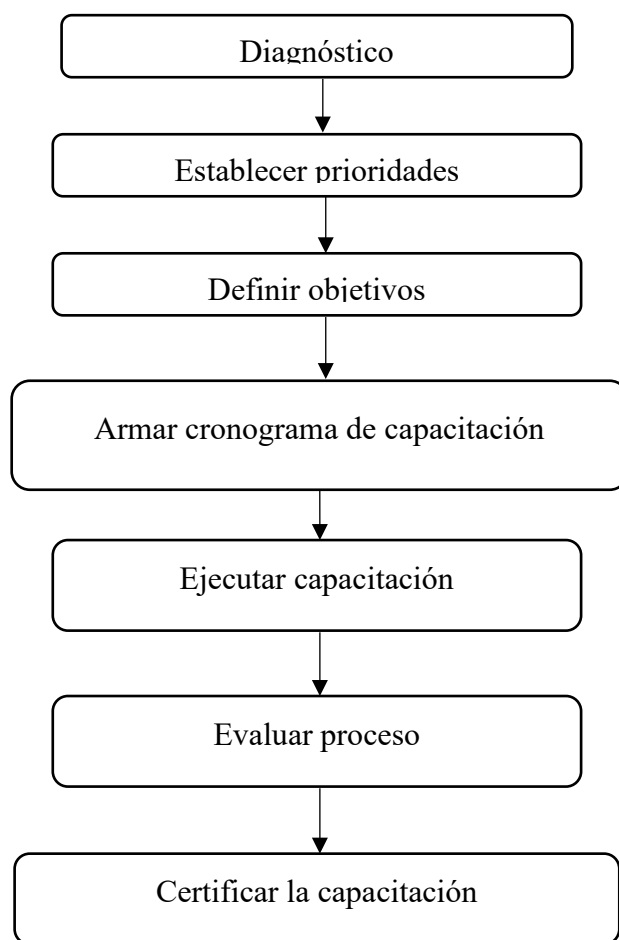 Diagnóstico
Establecer prioridades
Definir objetivos
Armar cronograma de capacitación
Ejecutar capacitación
Evaluar proceso
Certificar la capacitación